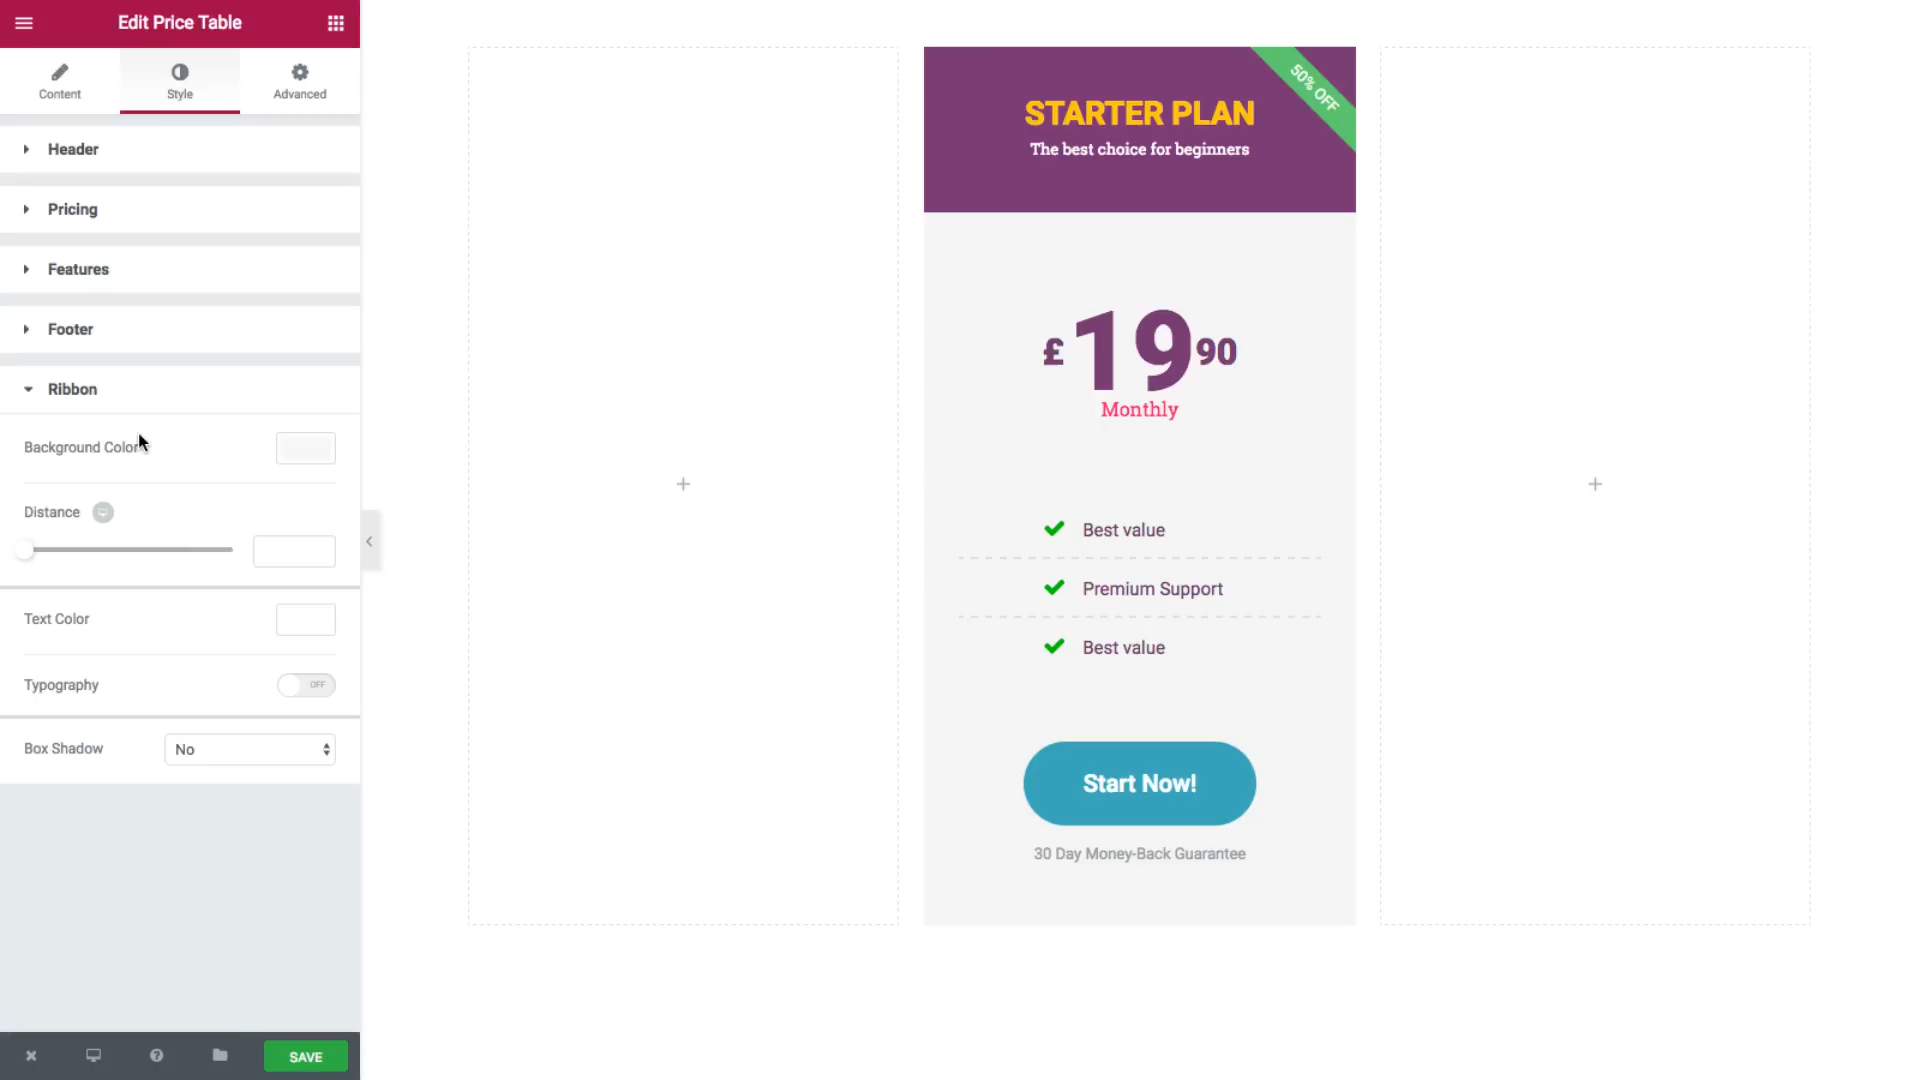 Edit Price Table
Content
Style
Advanced
Header
Pricing
Features
Footer
Ribbon
Background Color
Distance
Text Color
Typography
OFF
Box Shadow
No
SAVE
50% OFF
STARTER PLAN
The best choice for beginners
£1990
Monthly
Best value
Premium Support
Best value
Start Now!
30 Day Money-Back Guarantee